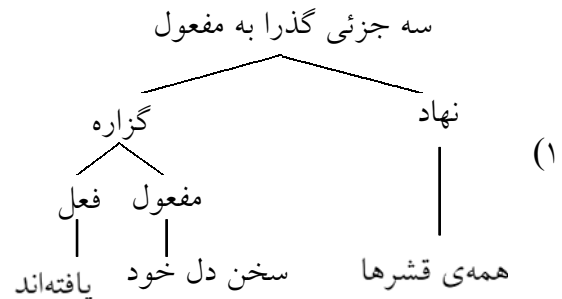 سه جزئی گذرا به مفعول
نهاد گزاره
۱)
مفعول فعل
همه‌ی قشرها سخن دل خود یافته‌اند